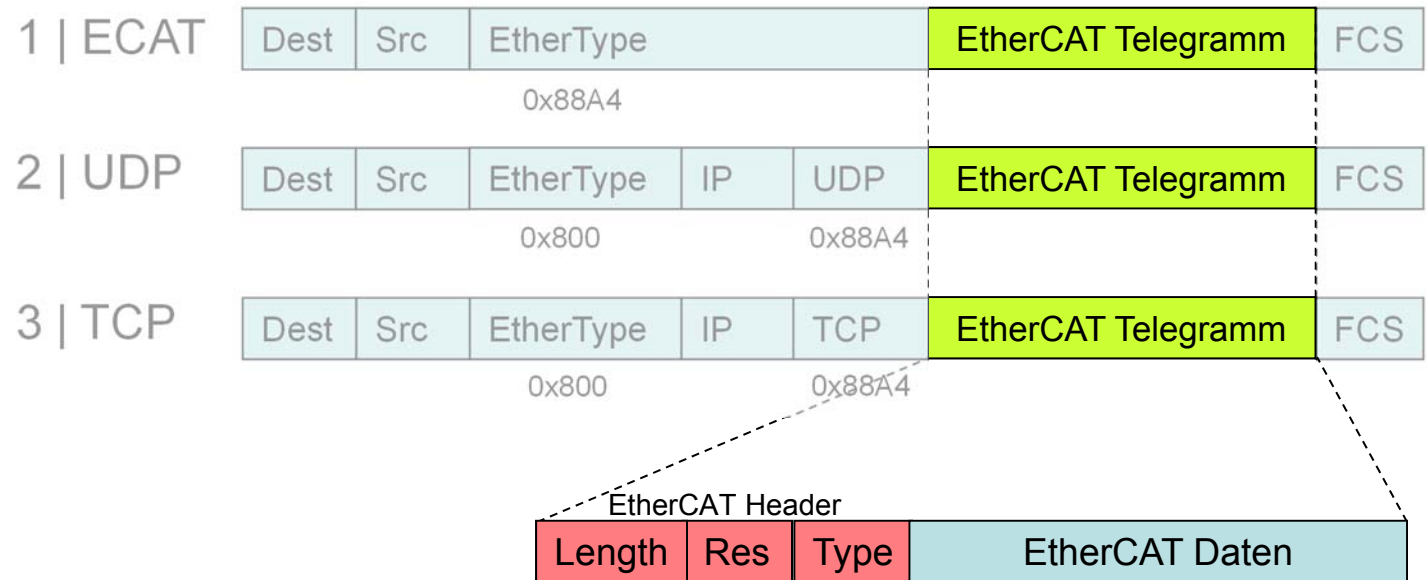 1 | ECAT Dest Src EtherType EtherCAT Telegramm FCS
0x88A4
2 | UDP Dest Src EtherType IP UDP EtherCAT Telegramm FCS
0x800 0x88A4
3 | TCP Dest Src EtherType IP TCP EtherCAT Telegramm FCS
0x800 0x88A4
EtherCAT Header
Length Res Type EtherCAT Daten